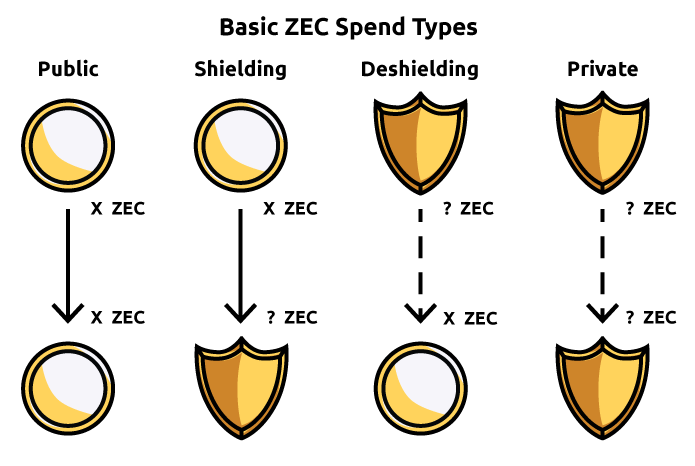 Basic ZEC Spend Types
Public Shielding Deshielding Private
X ZEC X ZEC ? ZEC ? ZEC
X ZEC ? ZEC X ZEC ? ZEC